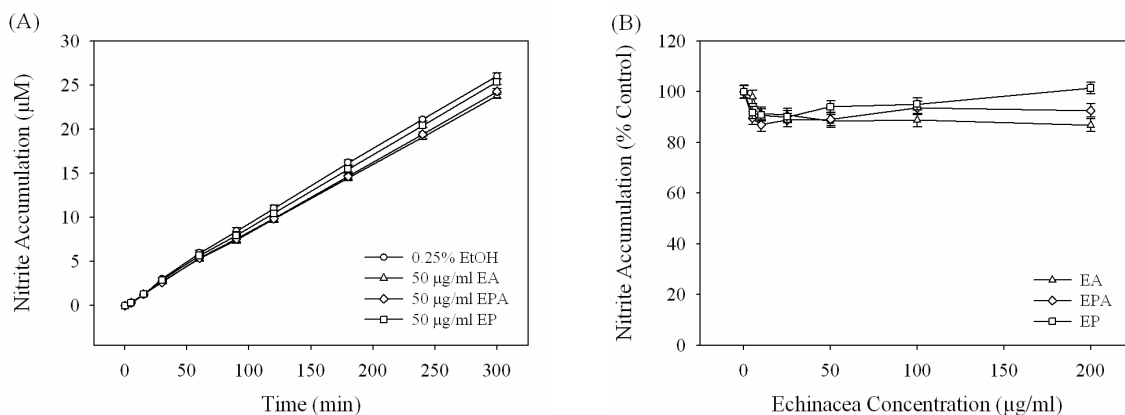 (A)
Nitrite Accumulation (µM)
30
25
20
15
10
5
0
0.25% EtOH
50 µg/ml EA
50 µg/ml EPA
50 µg/ml EP
0 50 100 150 200 250 300
Time (min)
(B)
Nitrite Accumulation (% Control)
120
100
80
60
40
20
0
EA
EPA
EP
0 50 100 150 200
Echinacea Concentration (µg/ml)